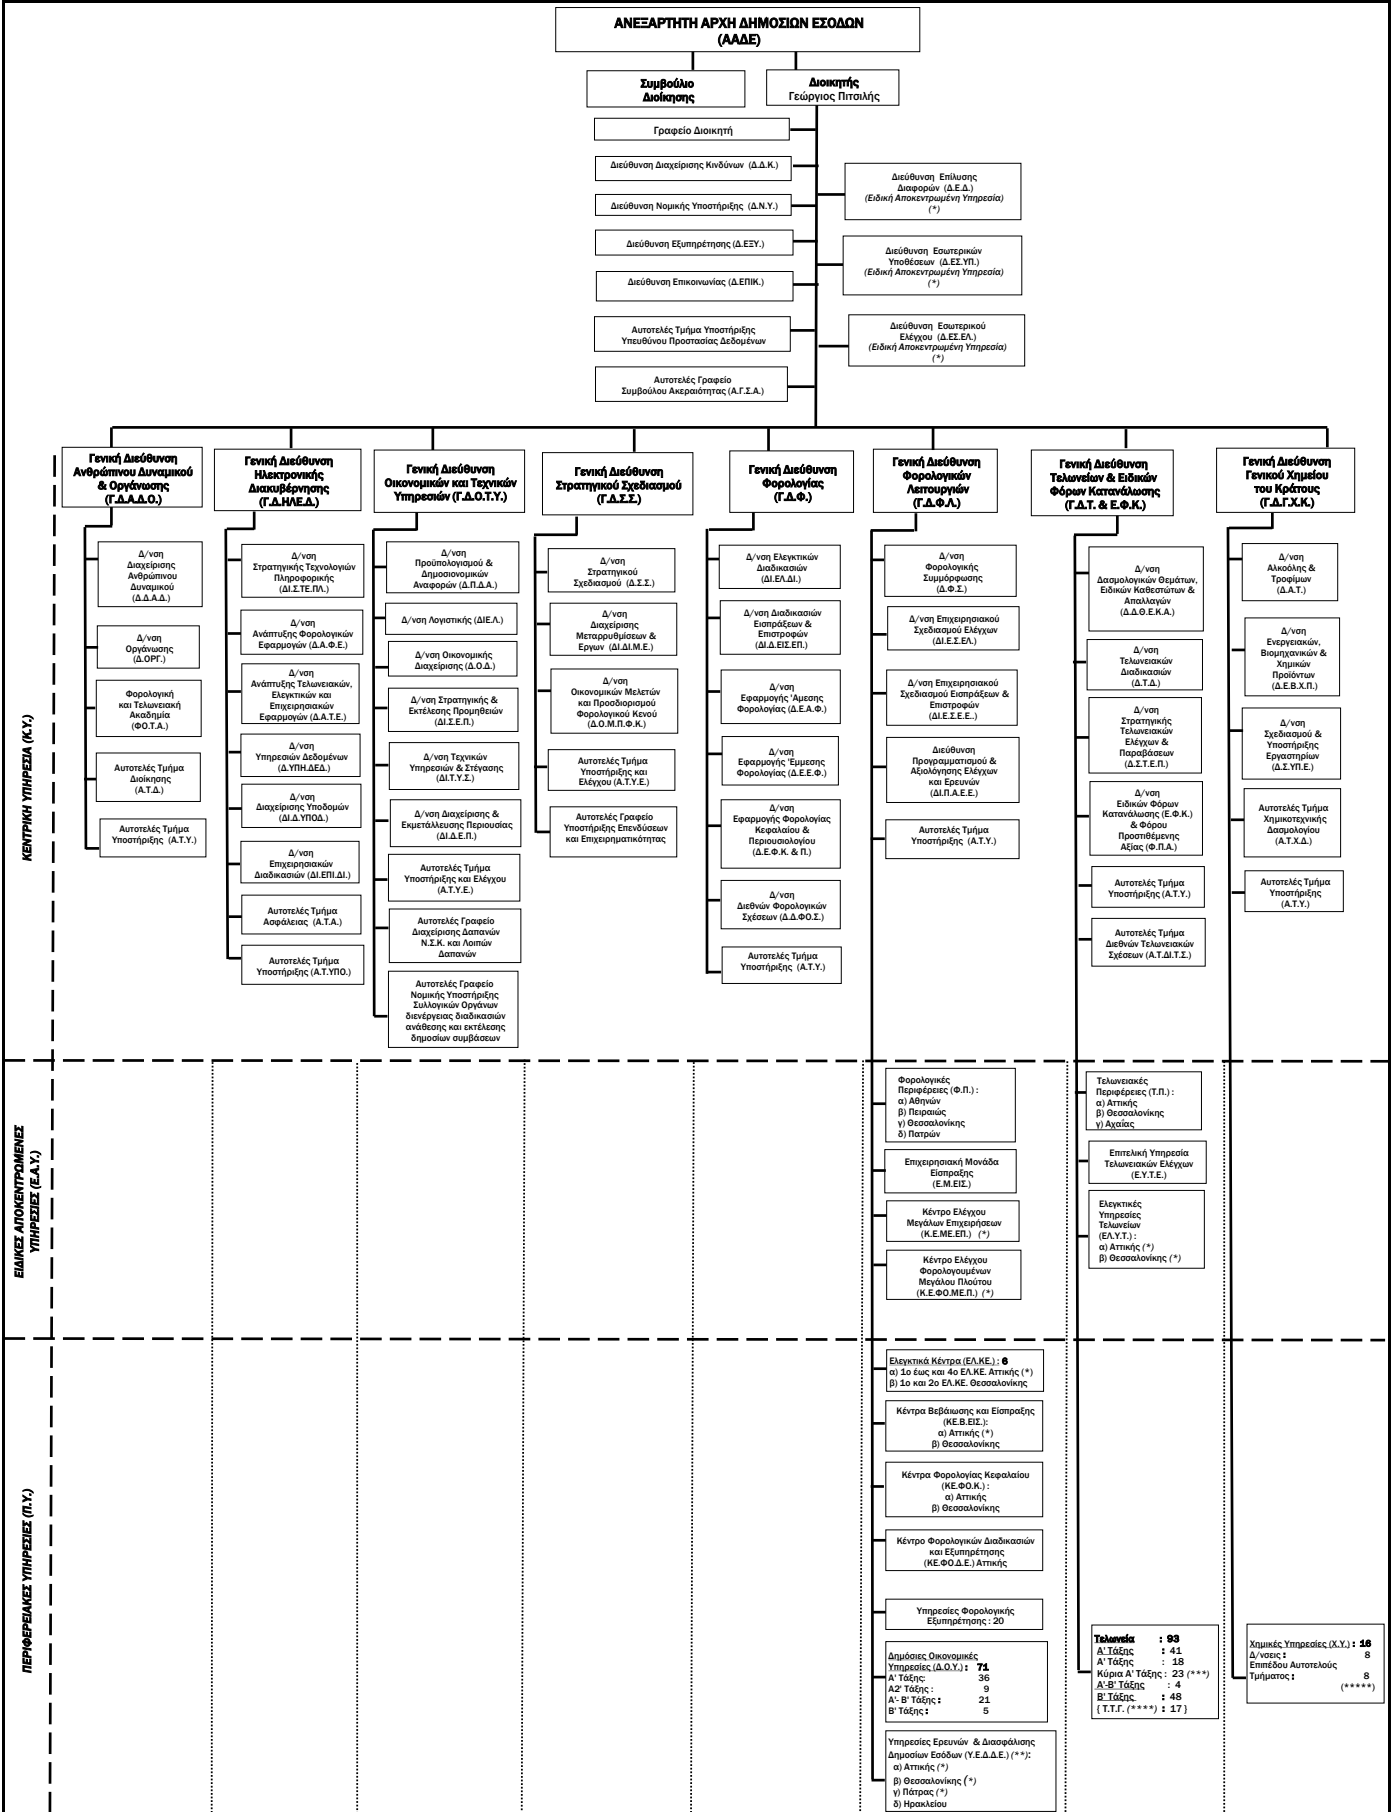 ΑΝΕΞΑΡΤΗΤΗ ΑΡΧΗ ΔΗΜΟΣΙΩΝ ΕΣΟΔΩΝ
(ΑΑΔΕ)
Συμβούλιο
Διοίκησης
Διοικητής
Γεώργιος Πιτσιλής
Γραφείο Διοικητή
Διεύθυνση Διαχείρισης Κινδύνων (Δ.Δ.Κ.)
Διεύθυνση Νομικής Υποστήριξης (Δ.Ν.Υ.)
Διεύθυνση Εξυπηρέτησης (Δ.ΕΞΥ.)
Διεύθυνση Επικοινωνίας (Δ.ΕΠΙΚ.)
Αυτοτελές Τμήμα Υποστήριξης
Υπευθύνου Προστασίας Δεδομένων
Αυτοτελές Γραφείο
Συμβούλου Ακεραιότητας (Α.Γ.Σ.Α.)
Διεύθυνση Επίλυσης
Διαφορών (Δ.Ε.Δ.)
(Ειδική Αποκεντρωμένη Υπηρεσία)
(*)
Διεύθυνση Εσωτερικών
Υποθέσεων (Δ.ΕΣ.ΥΠ.)
(Ειδική Αποκεντρωμένη Υπηρεσία)
(*)
Διεύθυνση Εσωτερικού
Ελέγχου (Δ.ΕΣ.ΕΛ.)
(Ειδική Αποκεντρωμένη Υπηρεσία)
(*)
ΚΕΝΤΡΙΚΗ ΥΠΗΡΕΣΙΑ (Κ.Υ.)
Γενική Διεύθυνση
Ανθρώπινου Δυναμικού
& Οργάνωσης
(Γ.Δ.Α.Δ.Ο.)
Δ/νση
Διαχείρισης
Ανθρώπινου
Δυναμικού
(Δ.Δ.Α.Δ.)
Δ/νση
Οργάνωσης
(Δ.ΟΡΓ.)
Φορολογική
και Τελωνειακή
Ακαδημία
(ΦΟ.Τ.Α.)
Αυτοτελές Τμήμα
Διοίκησης
(Α.Τ.Δ.)
Αυτοτελές Τμήμα
Υποστήριξης (Α.Τ.Υ.)
Γενική Διεύθυνση
Ηλεκτρονικής
Διακυβέρνησης
(Γ.Δ.ΗΛΕ.Δ.)
Δ/νση
Στρατηγικής Τεχνολογιών
Πληροφορικής
(ΔΙ.Σ.ΤΕ.ΠΛ.)
Δ/νση
Ανάπτυξης Φορολογικών
Εφαρμογών (Δ.Α.Φ.Ε.)
Δ/νση
Ανάπτυξης Τελωνειακών,
Ελεγκτικών και
Επιχειρησιακών
Εφαρμογών (Δ.Α.Τ.Ε.)
Δ/νση
Υπηρεσιών Δεδομένων
(Δ.ΥΠΗ.ΔΕΔ.)
Δ/νση
Διαχείρισης Υποδομών
(ΔΙ.Δ.ΥΠΟΔ.)
Δ/νση
Επιχειρησιακών
Διαδικασιών (ΔΙ.ΕΠΙ.ΔΙ.)
Αυτοτελές Τμήμα
Ασφάλειας (Α.Τ.Α.)
Αυτοτελές Τμήμα
Υποστήριξης (Α.Τ.ΥΠΟ.)
Γενική Διεύθυνση
Οικονομικών και Τεχνικών
Υπηρεσιών (Γ.Δ.Ο.Τ.Υ.)
Δ/νση
Προϋπολογισμού &
Δημοσιονομικών
Αναφορών (Δ.Π.Δ.Α.)
Δ/νση Λογιστικής (ΔΙΕ.Λ.)
Δ/νση Οικονομικής
Διαχείρισης (Δ.Ο.Δ.)
Δ/νση Στρατηγικής &
Εκτέλεσης Προμηθειών
(ΔΙ.Σ.Ε.Π.)
Δ/νση Τεχνικών
Υπηρεσιών & Στέγασης
(ΔΙ.Τ.Υ.Σ.)
Δ/νση Διαχείρισης &
Εκμετάλλευσης Περιουσίας
(ΔΙ.Δ.Ε.Π.)
Αυτοτελές Τμήμα
Υποστήριξης και Ελέγχου
(Α.Τ.Υ.Ε.)
Αυτοτελές Γραφείο
Διαχείρισης Δαπανών
Ν.Σ.Κ. και Λοιπών
Δαπανών
Αυτοτελές Γραφείο
Νομικής Υποστήριξης
Συλλογικών Οργάνων
διενέργειας διαδικασιών
ανάθεσης και εκτέλεσης
δημοσίων συμβάσεων
Γενική Διεύθυνση
Στρατηγικού Σχεδιασμού
(Γ.Δ.Σ.Σ.)
Δ/νση
Στρατηγικού
Σχεδιασμού (Δ.Σ.Σ.)
Δ/νση
Διαχείρισης
Μεταρρυθμίσεων &
Εργων (ΔΙ.ΔΙ.Μ.Ε.)
Δ/νση
Οικονομικών Μελετών
και Προσδιορισμού
Φορολογικού Κενού
(Δ.Ο.Μ.Π.Φ.Κ.)
Αυτοτελές Τμήμα
Υποστήριξης και
Ελέγχου (Α.Τ.Υ.Ε.)
Αυτοτελές Γραφείο
Υποστήριξης Επενδύσεων
και Επιχειρηματικότητας
Γενική Διεύθυνση
Φορολογίας
(Γ.Δ.Φ.)
Δ/νση Ελεγκτικών
Διαδικασιών
(ΔΙ.ΕΛ.ΔΙ.)
Δ/νση Διαδικασιών
Εισπράξεων &
Επιστροφών
(ΔΙ.Δ.ΕΙΣ.ΕΠ.)
Δ/νση
Εφαρμογής Άμεσης
Φορολογίας (Δ.Ε.Α.Φ.)
Δ/νση
Εφαρμογής Έμμεσης
Φορολογίας (Δ.Ε.Ε.Φ.)
Δ/νση
Εφαρμογής Φορολογίας
Κεφαλαίου &
Περιουσιολογίου
(Δ.Ε.Φ.Κ. & Π.)
Δ/νση
Διεθνών Φορολογικών
Σχέσεων (Δ.Δ.ΦΟ.Σ.)
Αυτοτελές Τμήμα
Υποστήριξης (Α.Τ.Υ.)
Γενική Διεύθυνση
Φορολογικών
Λειτουργιών
(Γ.Δ.Φ.Λ.)
Δ/νση
Φορολογικής
Συμμόρφωσης
(Δ.Φ.Σ.)
Δ/νση Επιχειρησιακού
Σχεδιασμού Ελέγχων
(ΔΙ.Ε.Σ.ΕΛ.)
Δ/νση Επιχειρησιακού
Σχεδιασμού Εισπράξεων &
Επιστροφών
(ΔΙ.Ε.Σ.Ε.Ε.)
Διεύθυνση
Προγραμματισμού &
Αξιολόγησης Ελέγχων
και Ερευνών
(ΔΙ.Π.Α.Ε.Ε.)
Αυτοτελές Τμήμα
Υποστήριξης (Α.Τ.Υ.)
Γενική Διεύθυνση
Τελωνείων & Ειδικών
Φόρων Κατανάλωσης
(Γ.Δ.Τ. & Ε.Φ.Κ.)
Δ/νση
Δασμολογικών Θεμάτων,
Ειδικών Καθεστώτων &
Απαλλαγών
(Δ.Δ.Θ.Ε.Κ.Α.)
Δ/νση
Τελωνειακών
Διαδικασιών
(Δ.Τ.Δ.)
Δ/νση
Στρατηγικής
Τελωνειακών
Ελέγχων &
Παραβάσεων
(Δ.Σ.Τ.Ε.Π.)
Δ/νση
Ειδικών Φόρων
Κατανάλωσης (Ε.Φ.Κ.)
& Φόρου
Προστιθέμενης
Αξίας (Φ.Π.Α.)
Αυτοτελές Τμήμα
Υποστήριξης (Α.Τ.Υ.)
Αυτοτελές Τμήμα
Διεθνών Τελωνειακών
Σχέσεων (Α.Τ.ΔΙ.Τ.Σ.)
Γενική Διεύθυνση
Γενικού Χημείου
του Κράτους
(Γ.Δ.Γ.Χ.Κ.)
Δ/νση
Αλκοόλης &
Τροφίμων
(Δ.Α.Τ.)
Δ/νση
Ενεργειακών,
Βιομηχανικών &
Χημικών
Προϊόντων
(Δ.Ε.Β.Χ.Π.)
Δ/νση
Σχεδιασμού &
Υποστήριξης
Εργαστηρίων
(Δ.Σ.ΥΠ.Ε.)
Αυτοτελές Τμήμα
Χημικοτεχνικής
Δασμολογίου
(Α.Τ.Χ.Δ.)
Αυτοτελές Τμήμα
Υποστήριξης
(Α.Τ.Υ.)
ΕΙΔΙΚΕΣ ΑΠΟΚΕΝΤΡΩΜΕΝΕΣ
ΥΠΗΡΕΣΙΕΣ (Ε.Α.Υ.)
Φορολογικές
Περιφέρειες (Φ.Π.) :
α) Αθηνών
β) Πειραιώς
γ) Θεσσαλονίκης
δ) Πατρών
Επιχειρησιακή Μονάδα
Είσπραξης
(Ε.Μ.ΕΙΣ.)
Κέντρο Ελέγχου
Μεγάλων Επιχειρήσεων
(Κ.Ε.ΜΕ.ΕΠ.) (*)
Κέντρο Ελέγχου
Φορολογουμένων
Μεγάλου Πλούτου
(Κ.Ε.ΦΟ.ΜΕ.Π.) (*)
Τελωνειακές
Περιφέρειες (Τ.Π.) :
α) Αττικής
β) Θεσσαλονίκης
γ) Αχαΐας
Επιτελική Υπηρεσία
Τελωνειακών Ελέγχων
(Ε.Υ.Τ.Ε.)
Ελεγκτικές
Υπηρεσίες
Τελωνείων
(ΕΛ.Υ.Τ.) :
α) Αττικής (*)
β) Θεσσαλονίκης (*)
ΠΕΡΙΦΕΡΕΙΑΚΕΣ ΥΠΗΡΕΣΙΕΣ (Π.Υ.)
Ελεγκτικά Κέντρα (ΕΛ.ΚΕ.) : 6
α) 1ο έως και 4ο ΕΛ.ΚΕ. Αττικής (*)
β) 1ο και 2ο ΕΛ.ΚΕ. Θεσσαλονίκης
Κέντρα Βεβαίωσης και Είσπραξης
(ΚΕ.Β.ΕΙΣ.):
α) Αττικής (*)
β) Θεσσαλονίκης
Κέντρα Φορολογίας Κεφαλαίου
(ΚΕ.ΦΟ.Κ.) :
α) Αττικής
β) Θεσσαλονίκης
Κέντρο Φορολογικών Διαδικασιών
και Εξυπηρέτησης
(ΚΕ.ΦΟ.Δ.Ε.) Αττικής
Υπηρεσίες Φορολογικής
Εξυπηρέτησης : 20
Δημόσιες Οικονομικές
Υπηρεσίες (Δ.Ο.Υ.) : 71
Α' Τάξης: 36
Α2' Τάξης : 9
Α'- Β' Τάξης : 21
Β' Τάξης : 5
Υπηρεσίες Ερευνών & Διασφάλισης
Δημοσίων Εσόδων (Υ.Ε.Δ.Δ.Ε.) (**):
α) Αττικής (*)
β) Θεσσαλονίκης (*)
γ) Πάτρας (*)
δ) Ηρακλείου
Τελωνεία : 93
Α' Τάξης : 41
Α' Τάξης : 18
Κύρια Α' Τάξης : 23 (***)
Α'-Β' Τάξης : 4
Β' Τάξης : 48
{ Τ.Τ.Γ. (****) : 17 }
Χημικές Υπηρεσίες (Χ.Υ.) : 16
Δ/νσεις : 8
Επιπέδου Αυτοτελούς
Τμήματος : 8
(*****)